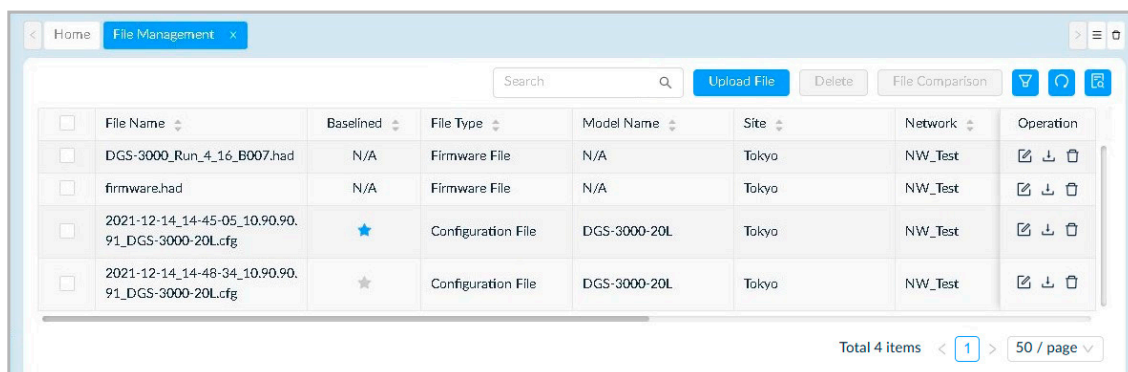 Home File Management x
Search Upload File Delete File Comparison
File Name Baselined File Type Model Name Site Network Operation
DGS-3000_Run_4_16_B007.had N/A Firmware File N/A Tokyo NW_Test
firmware.had N/A Firmware File N/A Tokyo NW_Test
2021-12-14_14-45-05_10.90.90.
91_DGS-3000-20L.cfg Configuration File DGS-3000-20L Tokyo NW_Test
2021-12-14_14-48-34_10.90.90.
91_DGS-3000-20L.cfg Configuration File DGS-3000-20L Tokyo NW_Test
Total 4 items < 1 > 50 / page